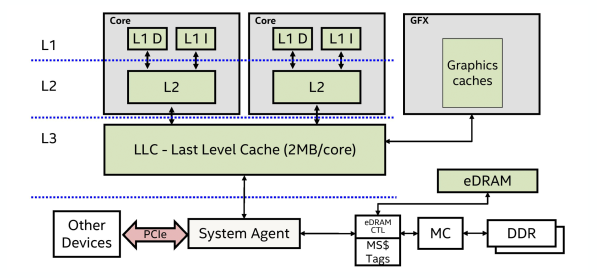 Core
Core
GFX
L1
L1 D
L1 I
L1 D
L1 I
Graphics
caches
L2
L2
L2
L3
LLC - Last Level Cache (2MB/core)
eDRAM
Other
Devices
PCIe
System Agent
eDRAM
CTL
MS$
Tags
MC
DDR